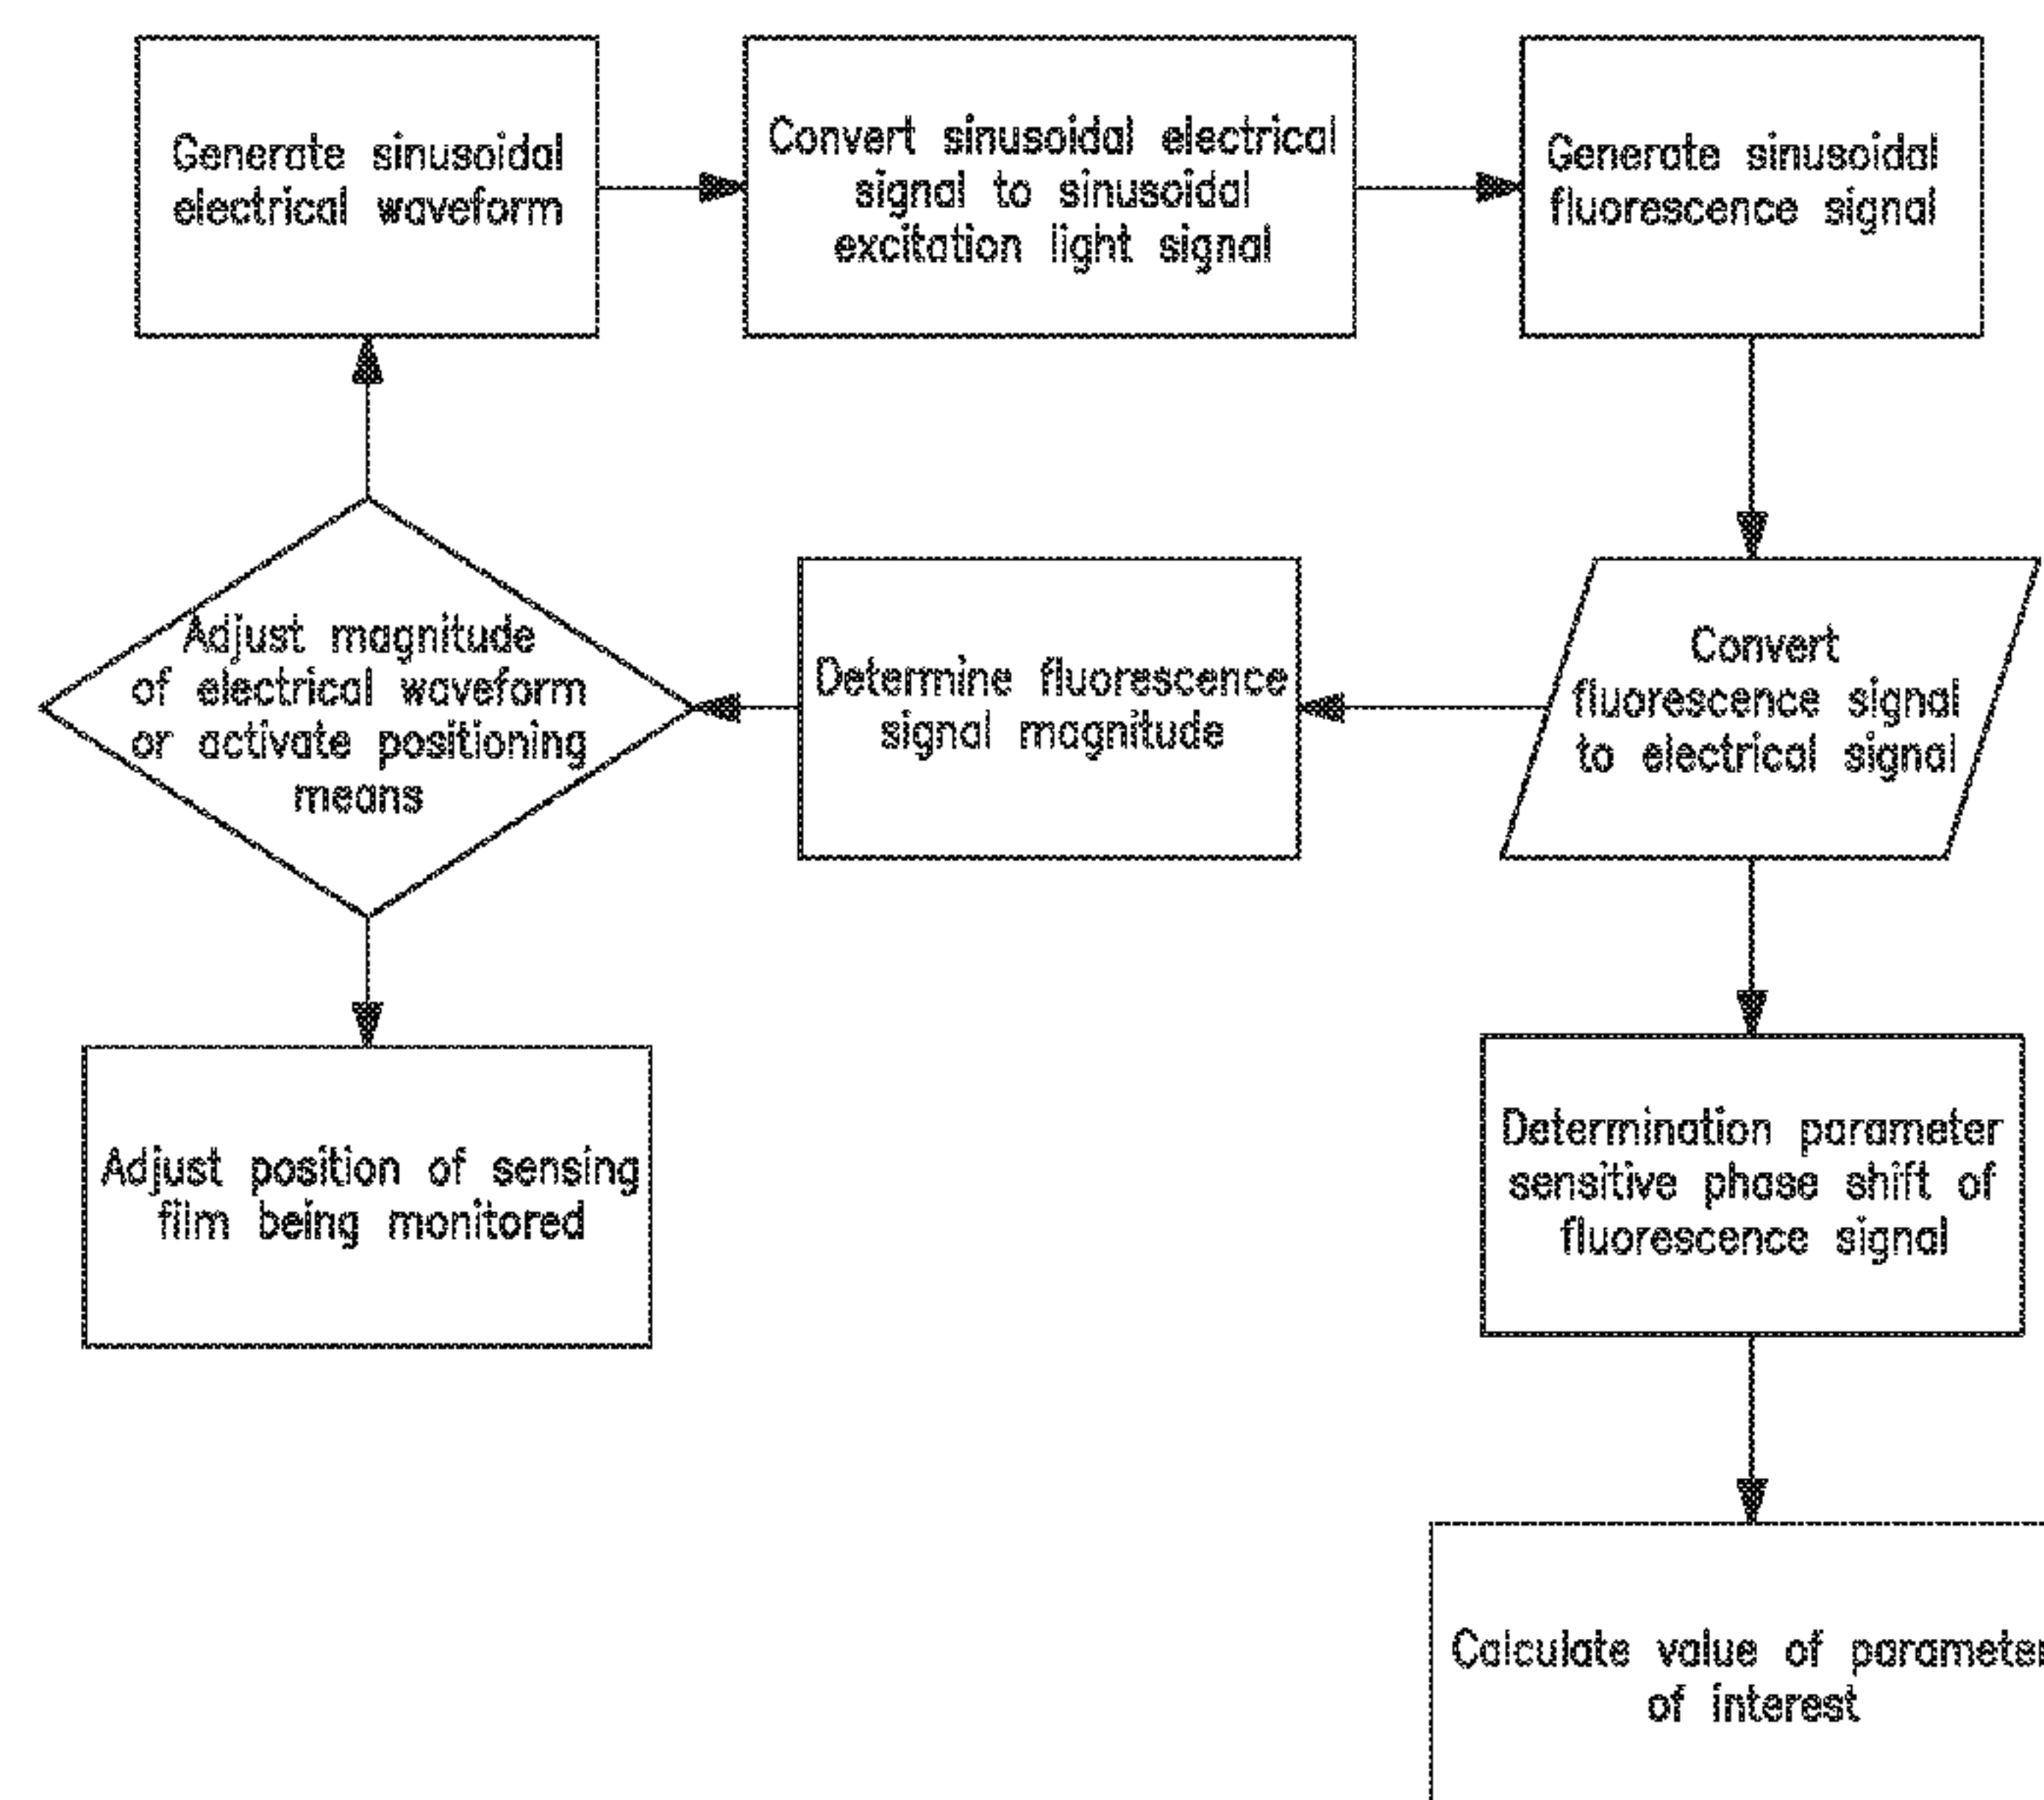 Generate sinusoidal
electrical waveform
Convert sinusoidal electrical
signal to sinusoidal
excitation light signal
Generate sinusoidal
fluorescence signal
Adjust magnitude
of electrical waveform
or activate positioning
means
Determine fluorescence
signal magnitude
Convert
fluorescence signal
to electrical signal
Adjust position of sensing
film being monitored
Determination parameter
sensitive phase shift of
fluorescence signal
Calculate value of parameter
of interest